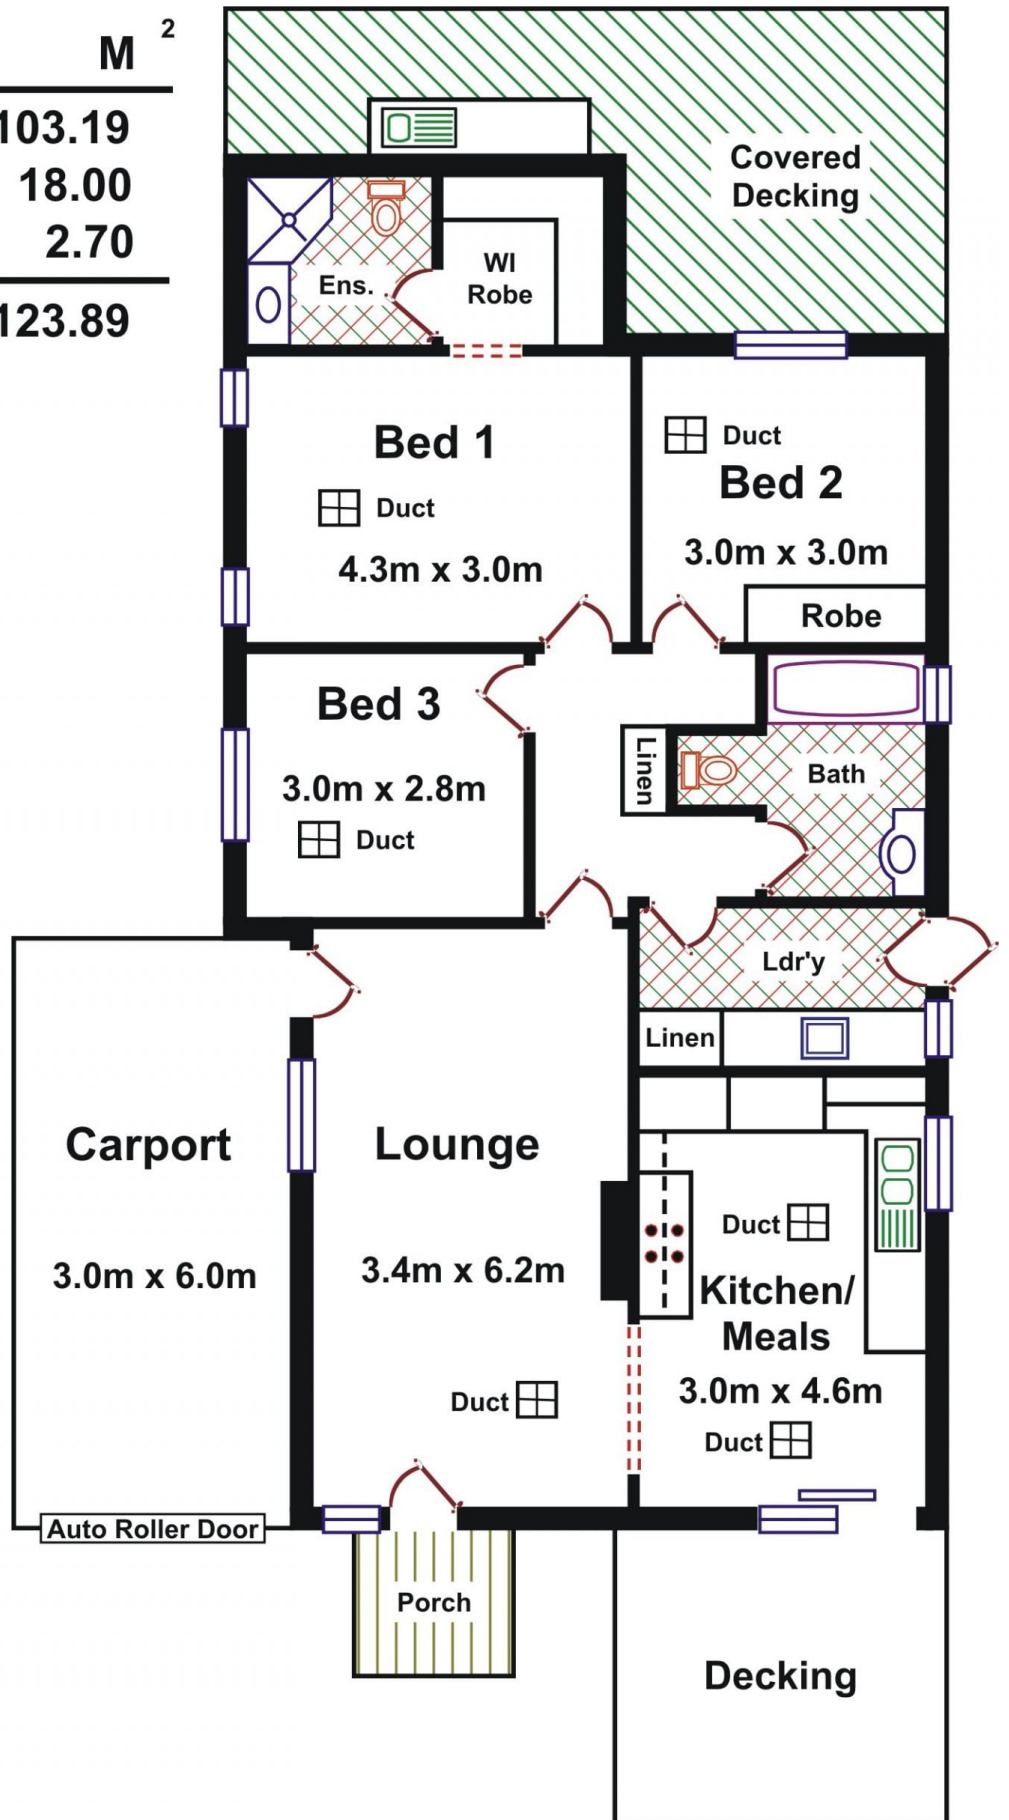 M 2
103.19
18.00
2.70
123.89
Covered
Decking
Ens.
WI
Robe
Bed 1
Duct
4.3m x 3.0m
Duct
Bed 2
3.0m x 3.0m
Robe
Bed 3
3.0m x 2.8m
Duct
Linen
Bath
Ldr'y
Linen
Carport
3.0m x 6.0m
Auto Roller Door
Lounge
3.4m x 6.2m
Duct
Duct
Kitchen/
Meals
3.0m x 4.6m
Duct
Porch
Decking